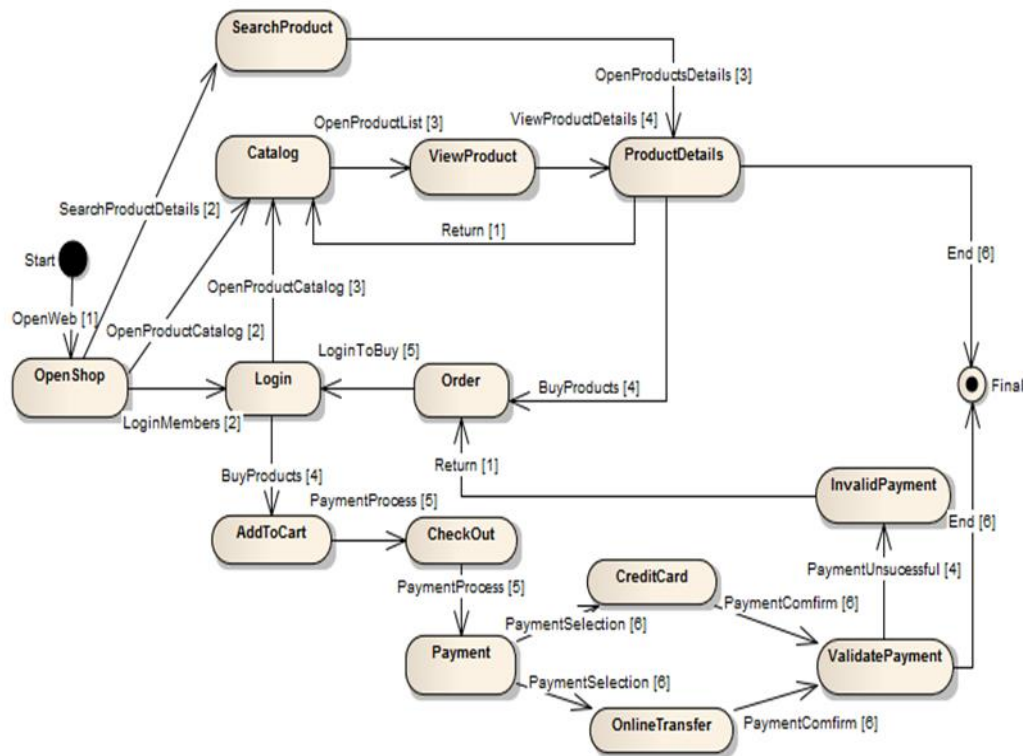 SearchProduct
OpenProductsDetails [3]
OpenProductList [3]
ViewProductDetails [4]
Catalog
ViewProduct
ProductDetails
SearchProductDetails [2]
Return [1]
Start
End [6]
OpenProductCatalog [3]
OpenWeb [1]
OpenProductCatalog [2]
LoginToBuy [5]
OpenShop
Login
Order
BuyProducts [4]
Final
LoginMembers [2]
Return [1]
BuyProducts [4]
InvalidPayment
PaymentProcess [5]
End [6]
AddToCart
CheckOut
PaymentUnsucessful [4]
CreditCard
PaymentProcess [5]
PaymentComfirm [6]
PaymentSelection [6]
Payment
ValidatePayment
PaymentSelection [6]
OnlineTransfer
PaymentComfirm [6]